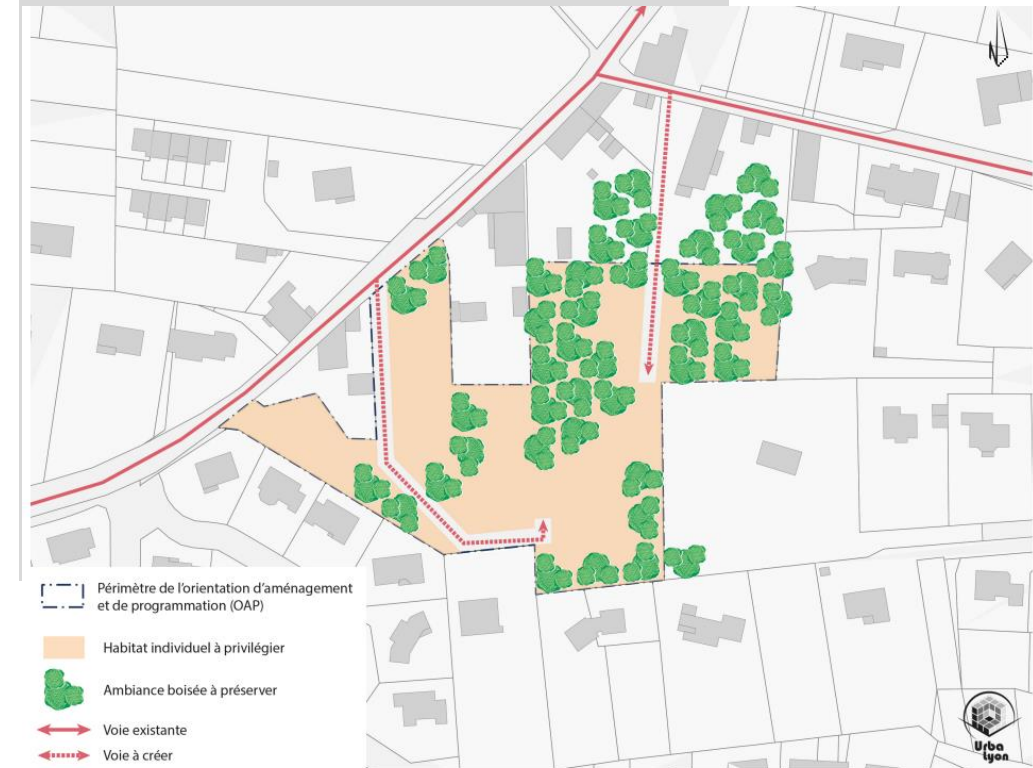 N
Périmètre de l'orientation d'aménagement
et de programmation (OAP)
Habitat individuel à privilégier
Ambiance boisée à préserver
Voie existante
Voie à créer
Urba
Lyon